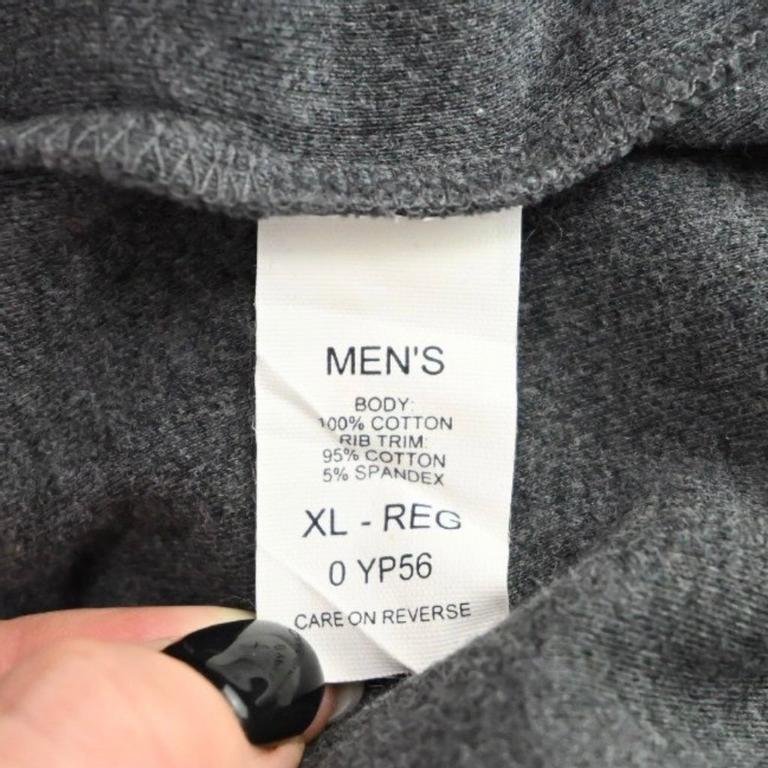 MEN'S
BODY:
100% COTTON
RIB TRIM:
95% COTTON
5% SPANDEX
XL - REG
0 YP56
CARE ON REVERSE